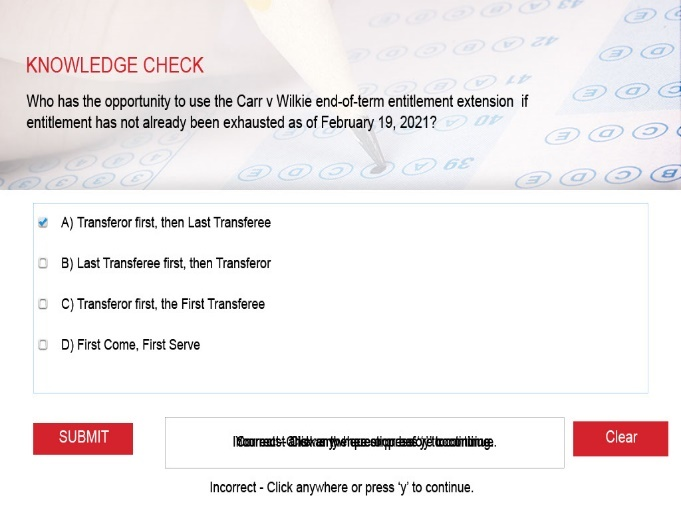 KNOWLEDGE CHECK
Who has the opportunity to use the Carr v Wilkie end-of-term entitlement extension if
entitlement has not already been exhausted as of February 19, 2021?
A) Transferor first, then Last Transferee
B) Last Transferee first, then Transferor
C) Transferor first, the First Transferee
D) First Come, First Serve
SUBMIT
Clear
Incorrect - Click anywhere or press ‘y’ to continue.